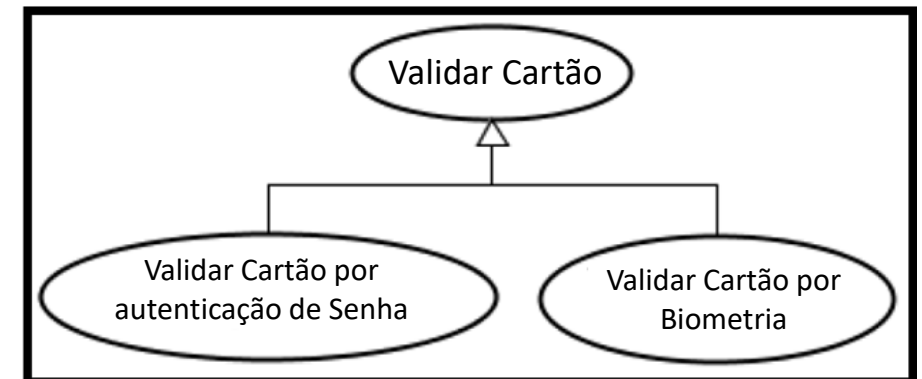 Validar Cartão
Validar Cartão por
autenticação de Senha
Validar Cartão por
Biometria